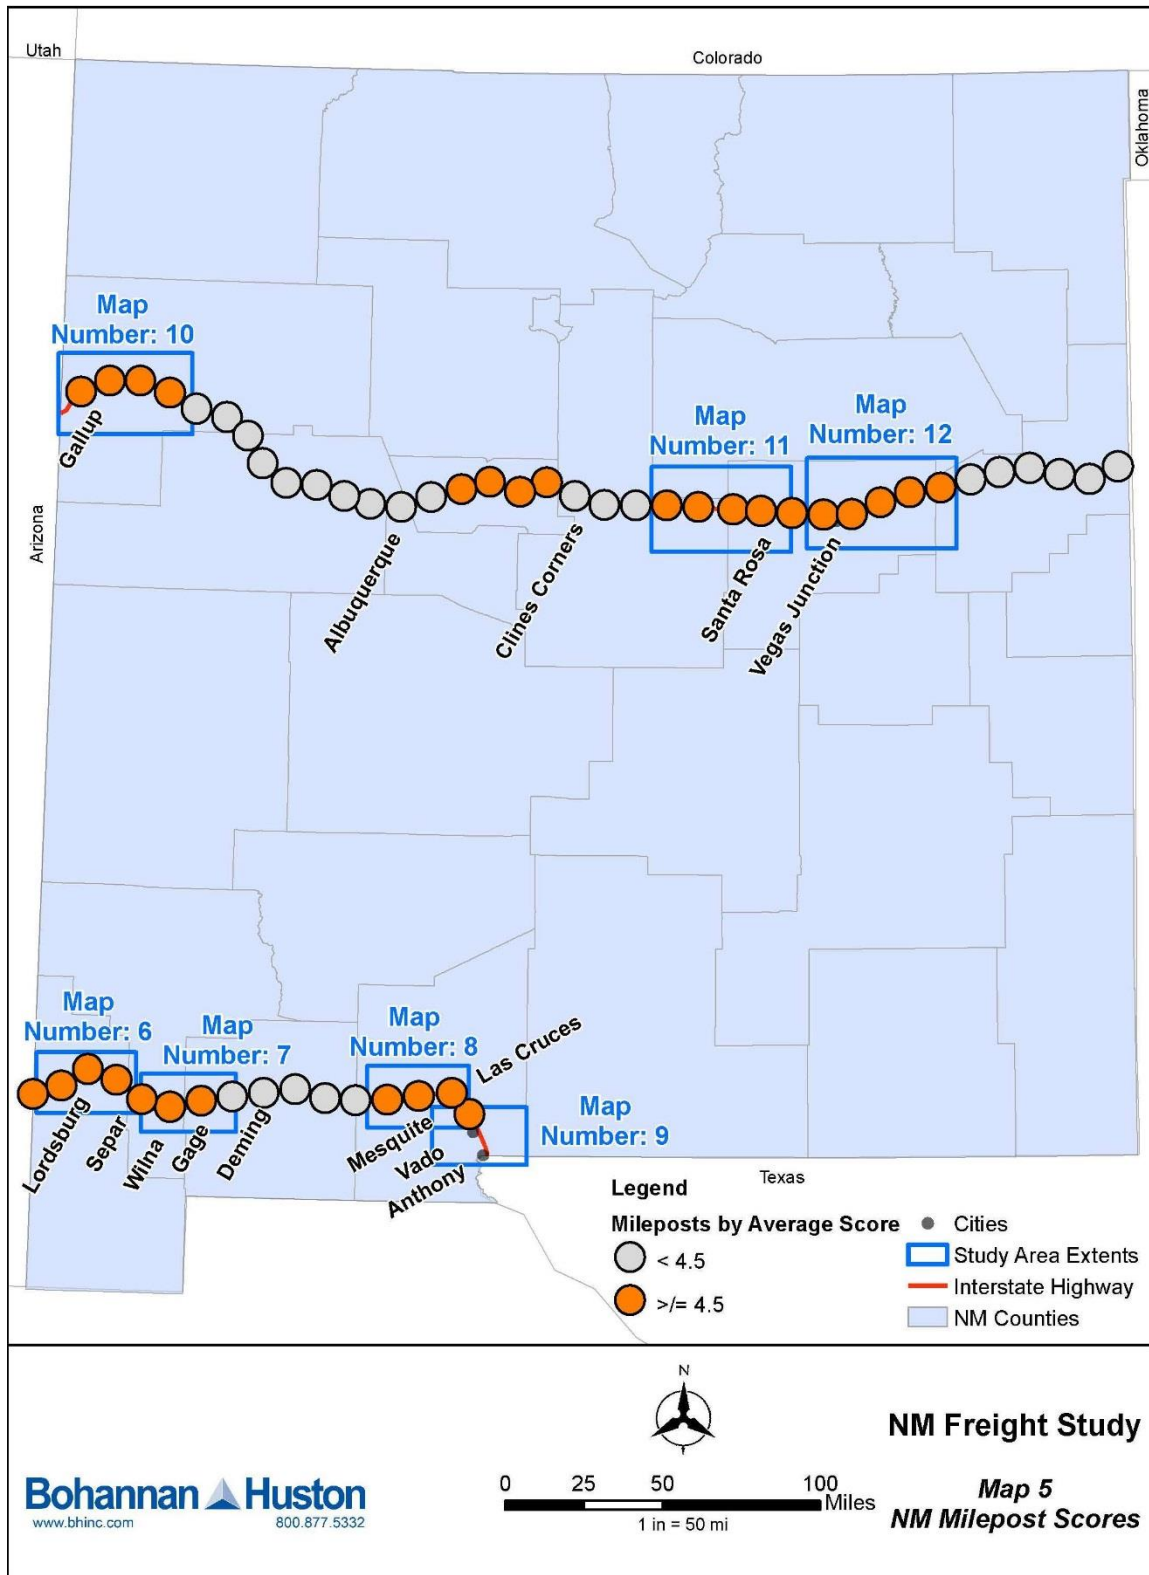 Utah
Colorado
Oklahoma
Map
Number: 10
Gallup
Arizona
Albuquerque
Clines Corners
Map
Number: 11
Santa Rosa
Map
Number: 12
Vegas Junction
Map
Number: 6
Lordsburg
Separ
Map
Number: 7
Wilna
Gage
Deming
Map
Number: 8
Las Cruces
Mesquite
Vado
Anthony
Map
Number: 9
Texas
Legend
Mileposts by Average Score
< 4.5
>/= 4.5
Cities
Study Area Extents
Interstate Highway
NM Counties
Bohannan Huston
www.bhinc.com 800.877.5332
N
0 25 50 100
Miles
1 in = 50 mi
NM Freight Study
Map 5
NM Milepost Scores